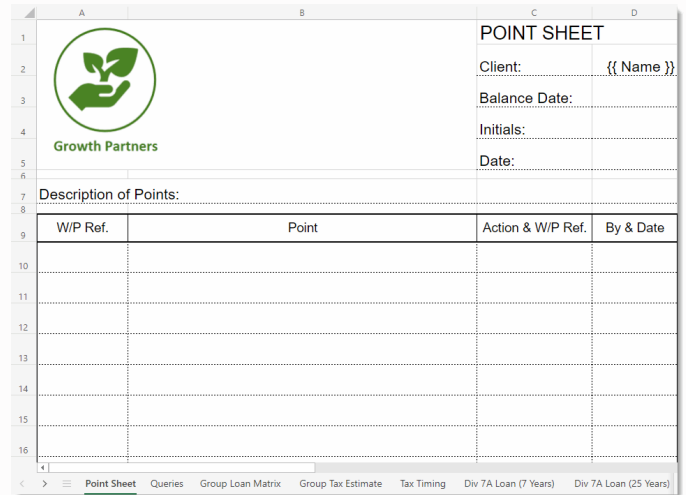 A B C D
1 POINT SHEET
2 Client: {{ Name }}
3 Balance Date:
4 Initials:
Growth Partners
5 Date:
6
7 Description of Points:
8
9 W/P Ref. Point Action & W/P Ref. By & Date
10
11
12
13
14
15
16
Point Sheet Queries Group Loan Matrix Group Tax Estimate Tax Timing Div 7A Loan (7 Years) Div 7A Loan (25 Years)